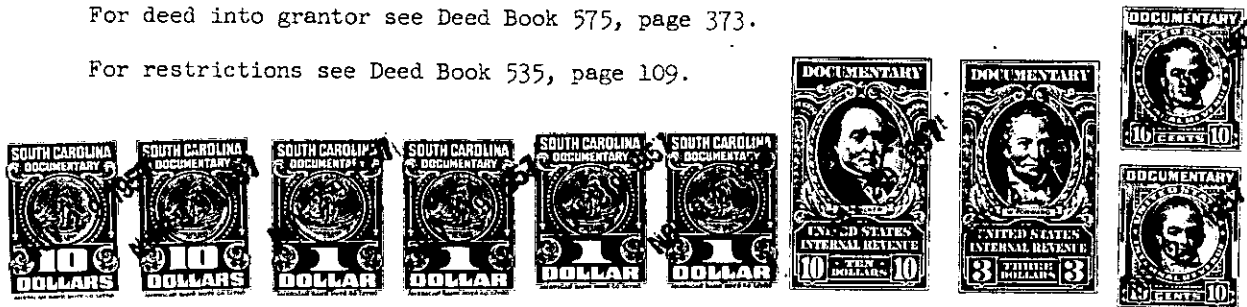 For deed into grantor see Deed Book 575, page 373.
For restrictions see Deed Book 535, page 109.
SOUTH CAROLINA
DOCUMENTARY
10
DOLLARS
SOUTH CAROLINA
DOCUMENTARY
10
DOLLARS
SOUTH CAROLINA
DOCUMENTARY
1
DOLLAR
SOUTH CAROLINA
DOCUMENTARY
1
DOLLAR
SOUTH CAROLINA
DOCUMENTARY
1
DOLLAR
SOUTH CAROLINA
DOCUMENTARY
1
DOLLAR
DOCUMENTARY
UNITED STATES
INTERNAL REVENUE
10 TEN DOLLARS 10
DOCUMENTARY
UNITED STATES
INTERNAL REVENUE
3 THREE DOLLARS 3
DOCUMENTARY
10 CENTS 10
DOCUMENTARY
10 CENTS 10